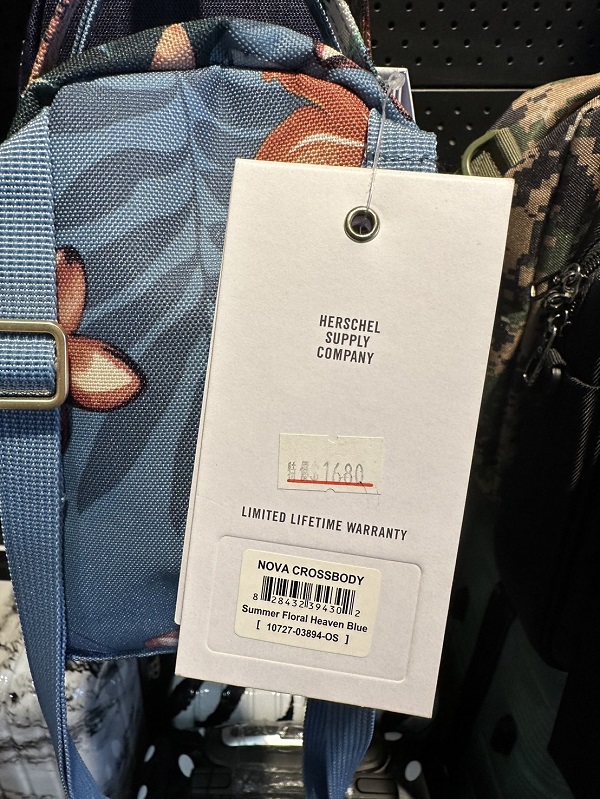 HERSCHEL
SUPPLY
COMPANY
$1680
LIMITED LIFETIME WARRANTY
NOVA CROSSBODY
8 28432 39430 2
Summer Floral Heaven Blue
[ 10727-03894-OS ]